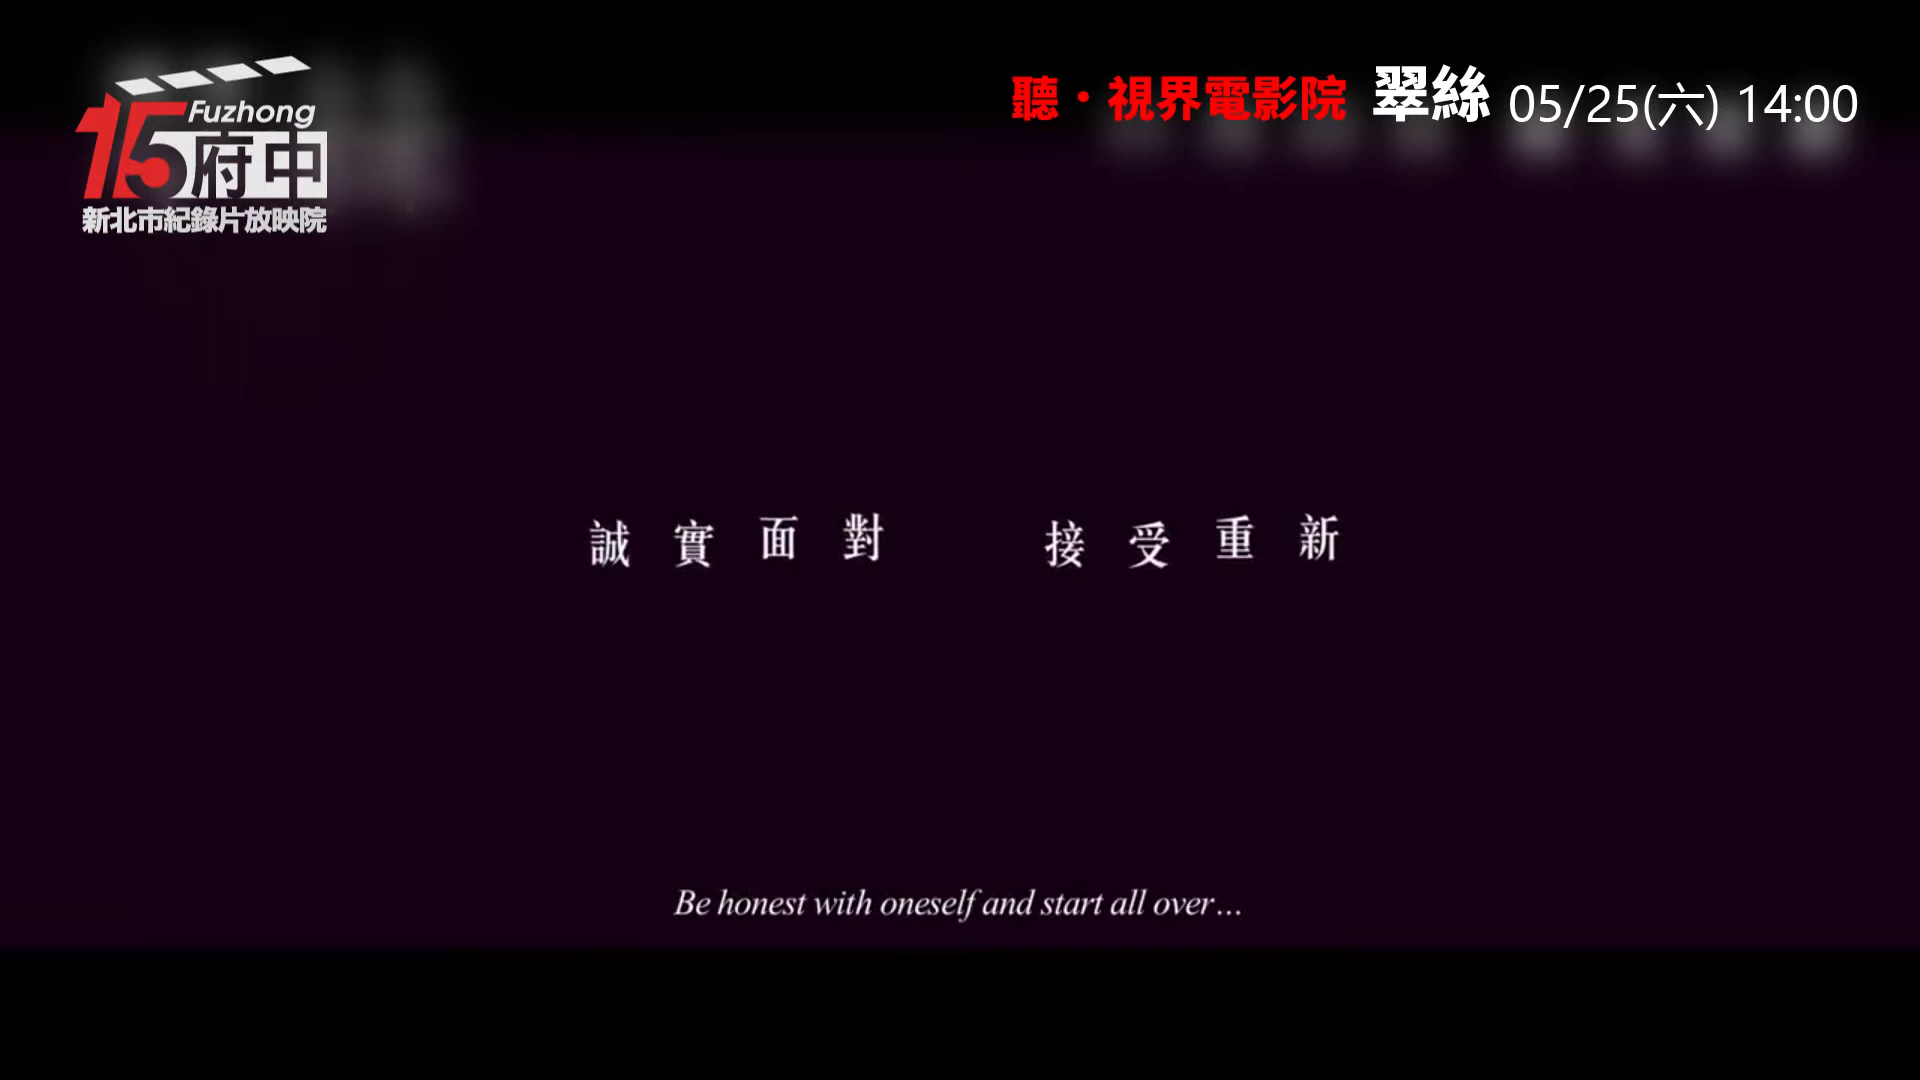 Fuzhong
15府中
新北市紀錄片放映院
聽・視界電影院 翠絲 05/25(六) 14:00
誠實面對 接受重新
Be honest with oneself and start all over…